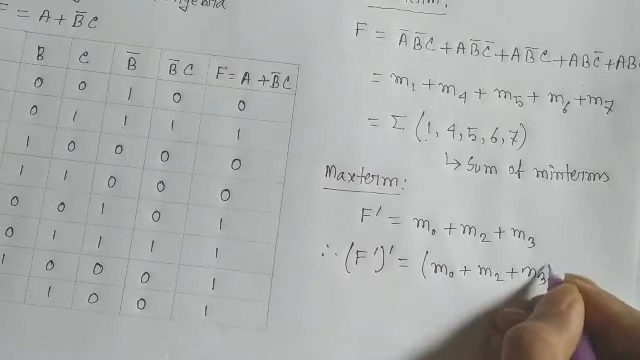 F = A + B̅C
B C B̅ B̅C F = A + B̅C
0 0 1 0 0
0 1 1 1 1
1 0 0 0 0
1 1 0 0 0
0 0 1 0 1
0 1 1 1 1
1 0 0 0 1
1 0 0 1
F = A̅B̅C + AB̅C̅ + AB̅C + ABC̅ + AB
= m₁ + m₄ + m₅ + m₆ + m₇
= Σ (1, 4, 5, 6, 7)
↳ Sum of minterms
Maxterm:
F' = m₀ + m₂ + m₃
∴ (F')' = (m₀ + m₂ + m₃